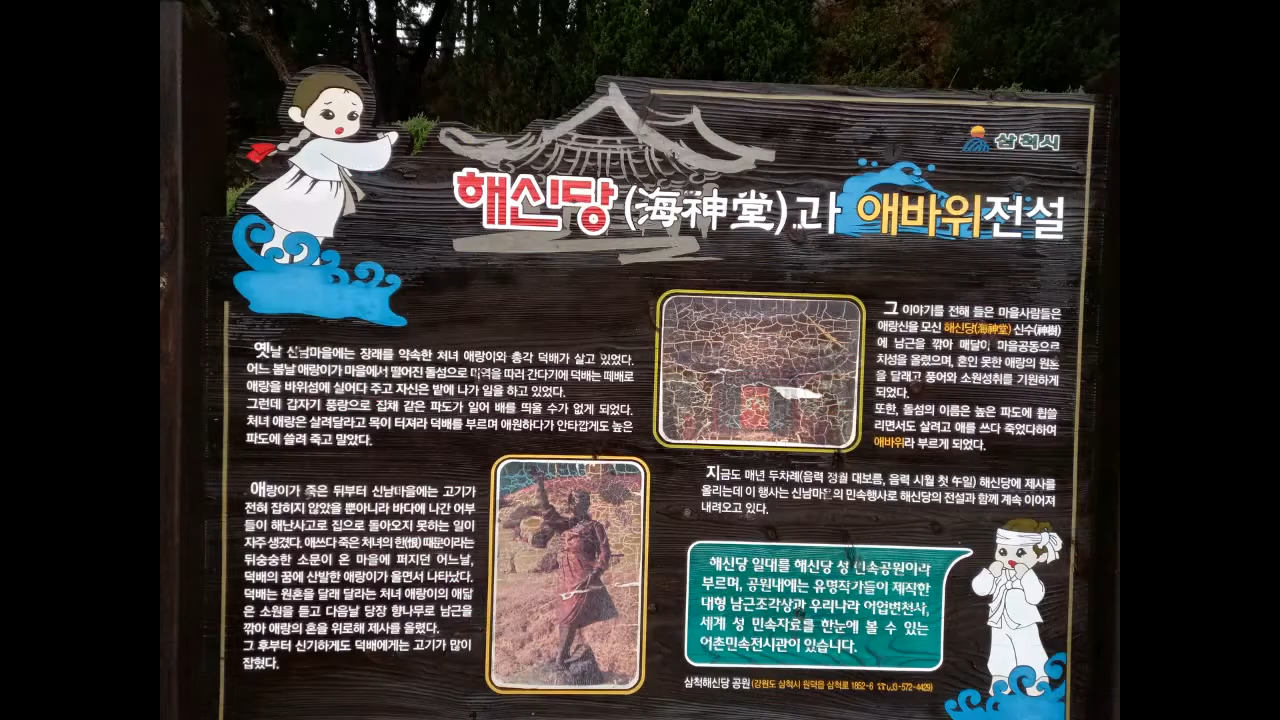 삼척시
해신당(海神堂)과 애바위전설
옛날 신남마을에는 장래를 약속한 처녀 애랑이와 총각 덕배가 살고 있었다.
어느 봄날 애랑이가 마을에서 떨어진 돌섬으로 미역을 따러 간다기에 덕배는 떼배로
애랑을 바위섬에 실어다 주고 자신은 밭에 나가 일을 하고 있었다.
그런데 갑자기 풍랑으로 집채 같은 파도가 일어 배를 띄울 수가 없게 되었다.
처녀 애랑은 살려달라고 목이 터져라 덕배를 부르며 애원하다가 안타깝게도 높은
파도에 쓸려 죽고 말았다.
애랑이가 죽은 뒤부터 신남마을에는 고기가
전혀 잡히지 않았을 뿐아니라 바다에 나간 어부
들이 해난사고로 집으로 돌아오지 못하는 일이
자주 생겼다. 애쓰다 죽은 처녀의 한(恨) 때문이라는
뒤숭숭한 소문이 온 마을에 퍼지던 어느날,
덕배의 꿈에 산발한 애랑이가 울면서 나타났다.
덕배는 원혼을 달래 달라는 처녀 애랑이의 애닯
은 소원을 듣고 다음날 당장 향나무로 남근을
깎아 애랑의 혼을 위로해 제사를 올렸다.
그 후부터 신기하게도 덕배에게는 고기가 많이
잡혔다.
그 이야기를 전해 들은 마을사람들은
애랑신을 모신 해신당(海神堂) 신수(神樹)
에 남근을 깎아 매달아 마을공동으로
치성을 올렸으며, 혼인 못한 애랑의 원혼
을 달래고 풍어와 소원성취를 기원하게
되었다.
또한, 돌섬의 이름은 높은 파도에 휩쓸
리면서도 살려고 애를 쓰다 죽었다하여
애바위라 부르게 되었다.
지금도 매년 두차례(음력 정월 대보름, 음력 시월 첫 午일) 해신당에 제사를
올리는데 이 행사는 신남마을의 민속행사로 해신당의 전설과 함께 계속 이어져
내려오고 있다.
해신당 일대를 해신당 성 민속공원이라
부르며, 공원내에는 유명작가들이 제작한
대형 남근조각상과 우리나라 어업변천사,
세계 성 민속자료를 한눈에 볼 수 있는
어촌민속전시관이 있습니다.
삼척해신당 공원 (강원도 삼척시 원덕읍 삼척로 1852-6 572-4429)